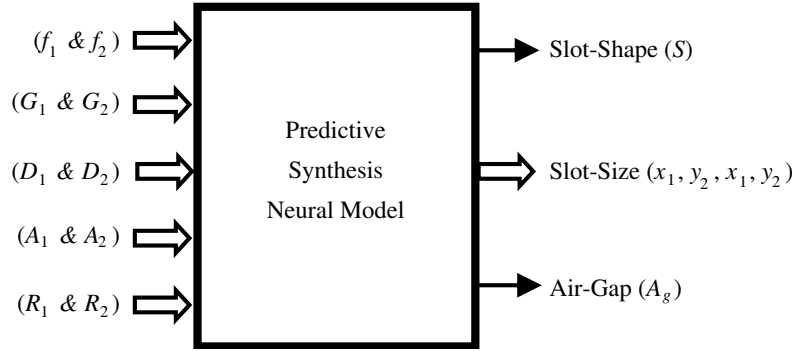 (f₁ & f₂)
(G₁ & G₂)
(D₁ & D₂)
(A₁ & A₂)
(R₁ & R₂)
Predictive
Synthesis
Neural Model
Slot-Shape (S)
Slot-Size (x₁, y₂, x₁, y₂)
Air-Gap (A_g)